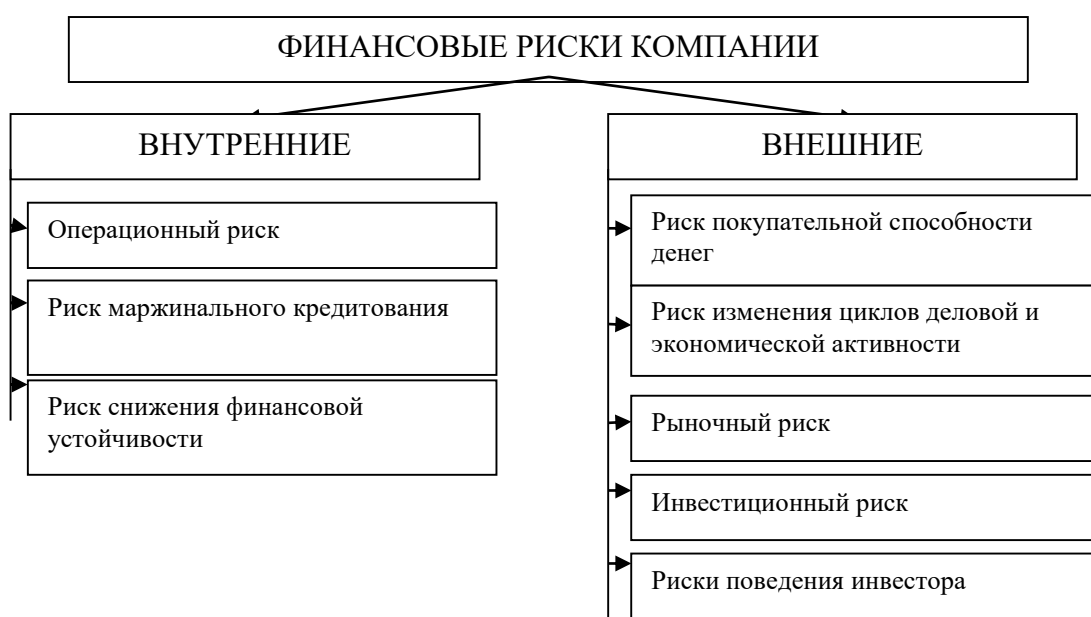 ФИНАНСОВЫЕ РИСКИ КОМПАНИИ
ВНУТРЕННИЕ
Операционный риск
Риск маржинального кредитования
Риск снижения финансовой
устойчивости
ВНЕШНИЕ
Риск покупательной способности
денег
Риск изменения циклов деловой и
экономической активности
Рыночный риск
Инвестиционный риск
Риски поведения инвестора